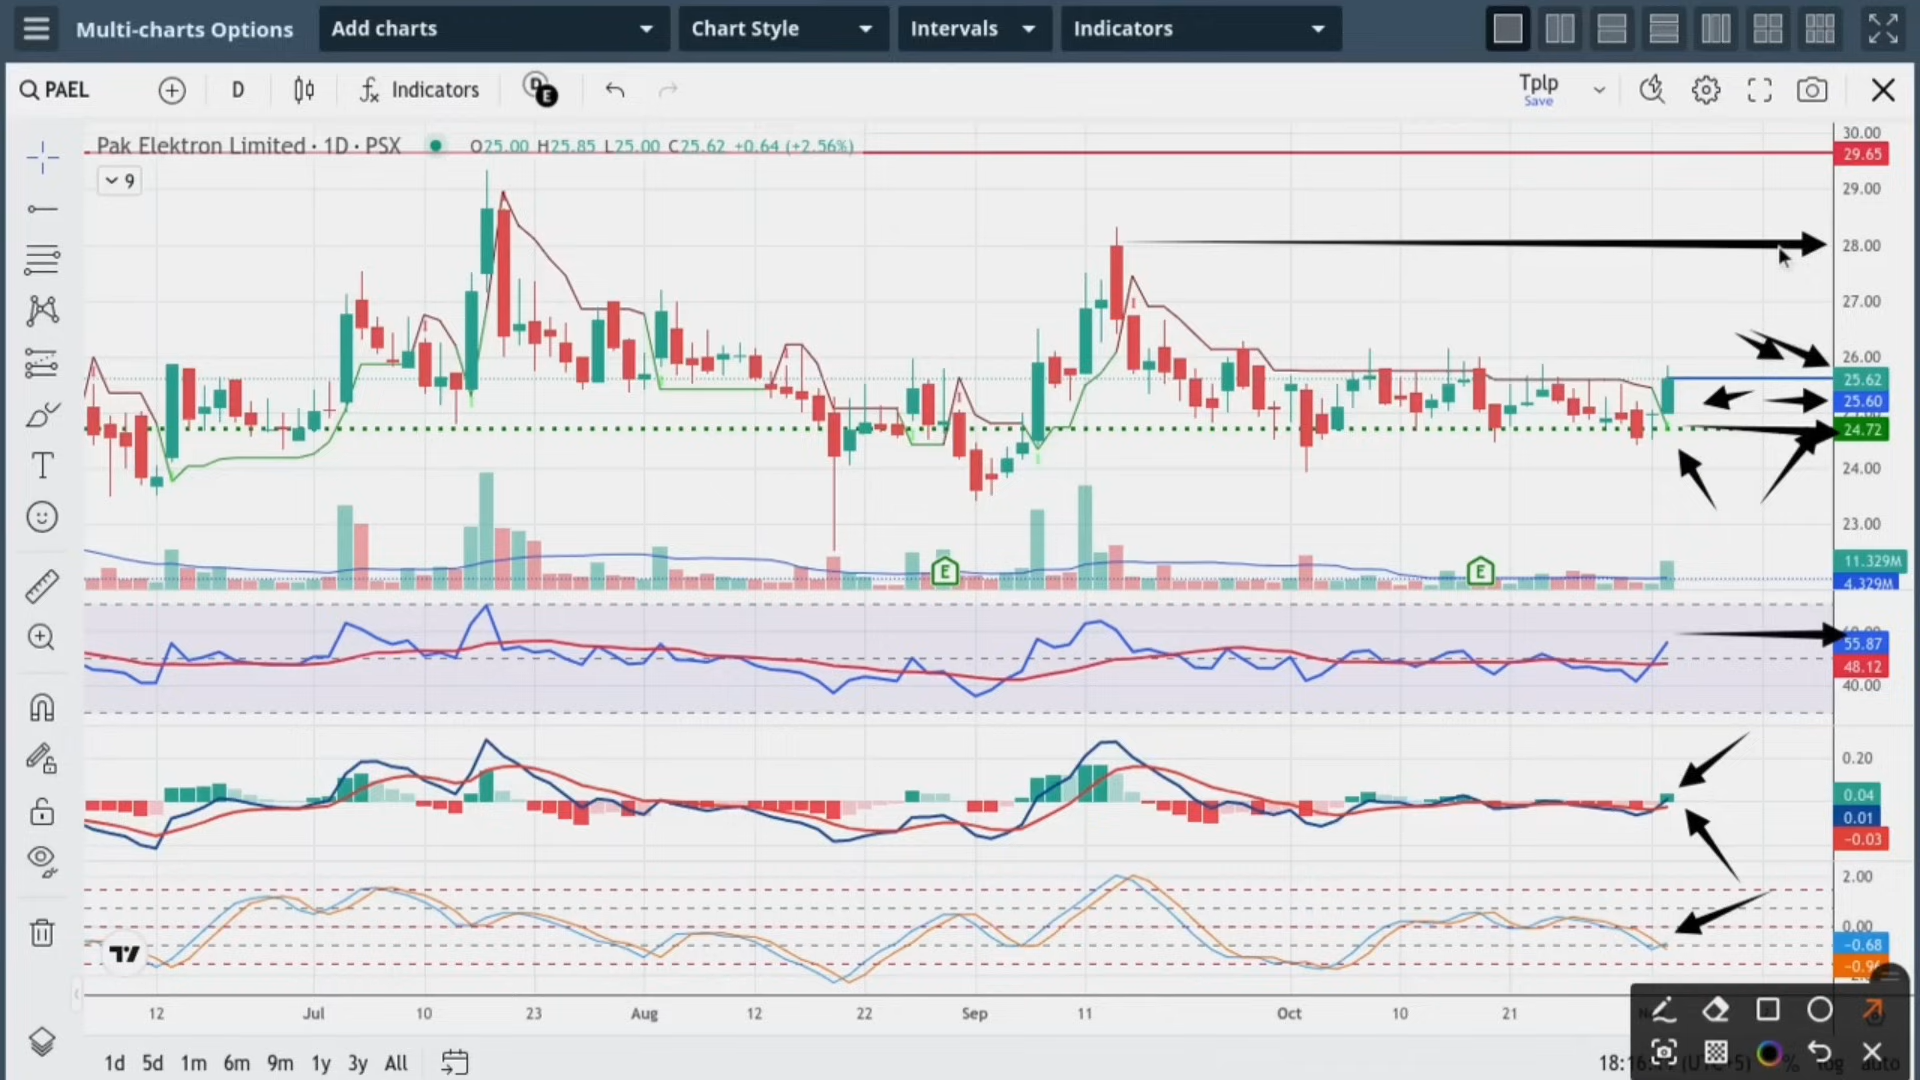 Multi-charts Options
Add charts
Chart Style
Intervals
Indicators
PAEL
D
Indicators
D
E
Tplp
Save
Pak Elektron Limited · 1D · PSX
O25.00 H25.85 L25.00 C25.62 +0.64 (+2.56%)
9
30.00
29.65
29.00
28.00
27.00
26.00
25.62
25.60
24.72
24.00
23.00
E
E
11.329M
4.329M
55.87
48.12
40.00
0.20
0.04
0.01
-0.03
2.00
0.00
-0.68
12
Jul
10
23
Aug
12
22
Sep
11
Oct
10
21
1d 5d 1m 6m 9m 1y 3y All
%
log
auto